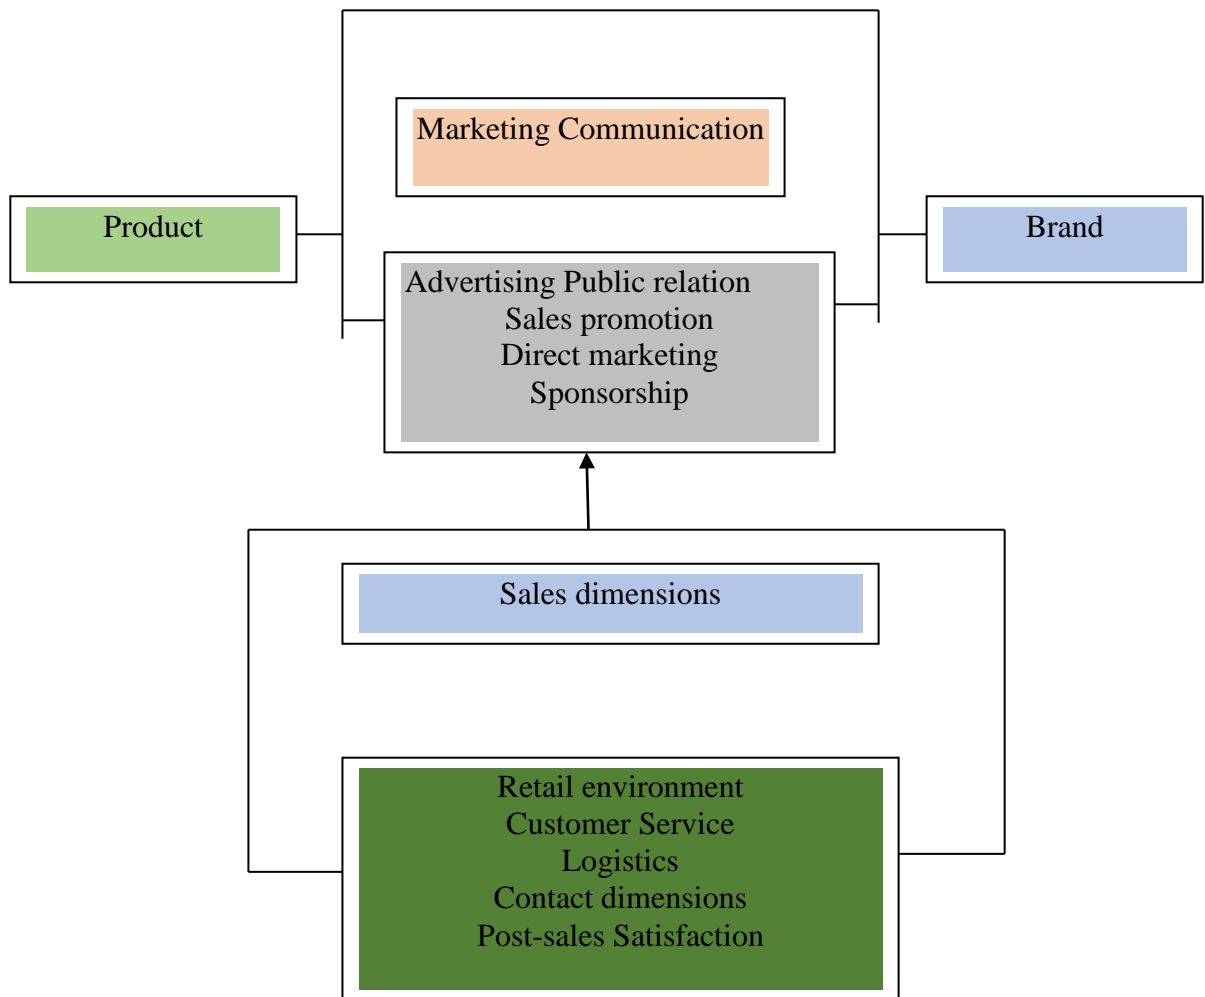 Marketing Communication
Product
Brand
Advertising Public relation
Sales promotion
Direct marketing
Sponsorship
Sales dimensions
Retail environment
Customer Service
Logistics
Contact dimensions
Post-sales Satisfaction